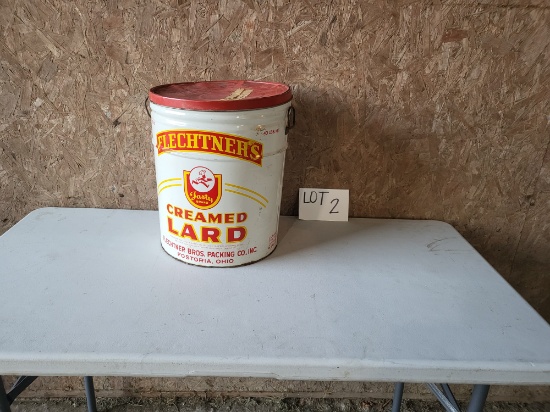 FLECHTNER'S
Tasty
CREAMED
LARD
FLECHTNER BROS. PACKING CO., INC.
FOSTORIA, OHIO
LOT 2